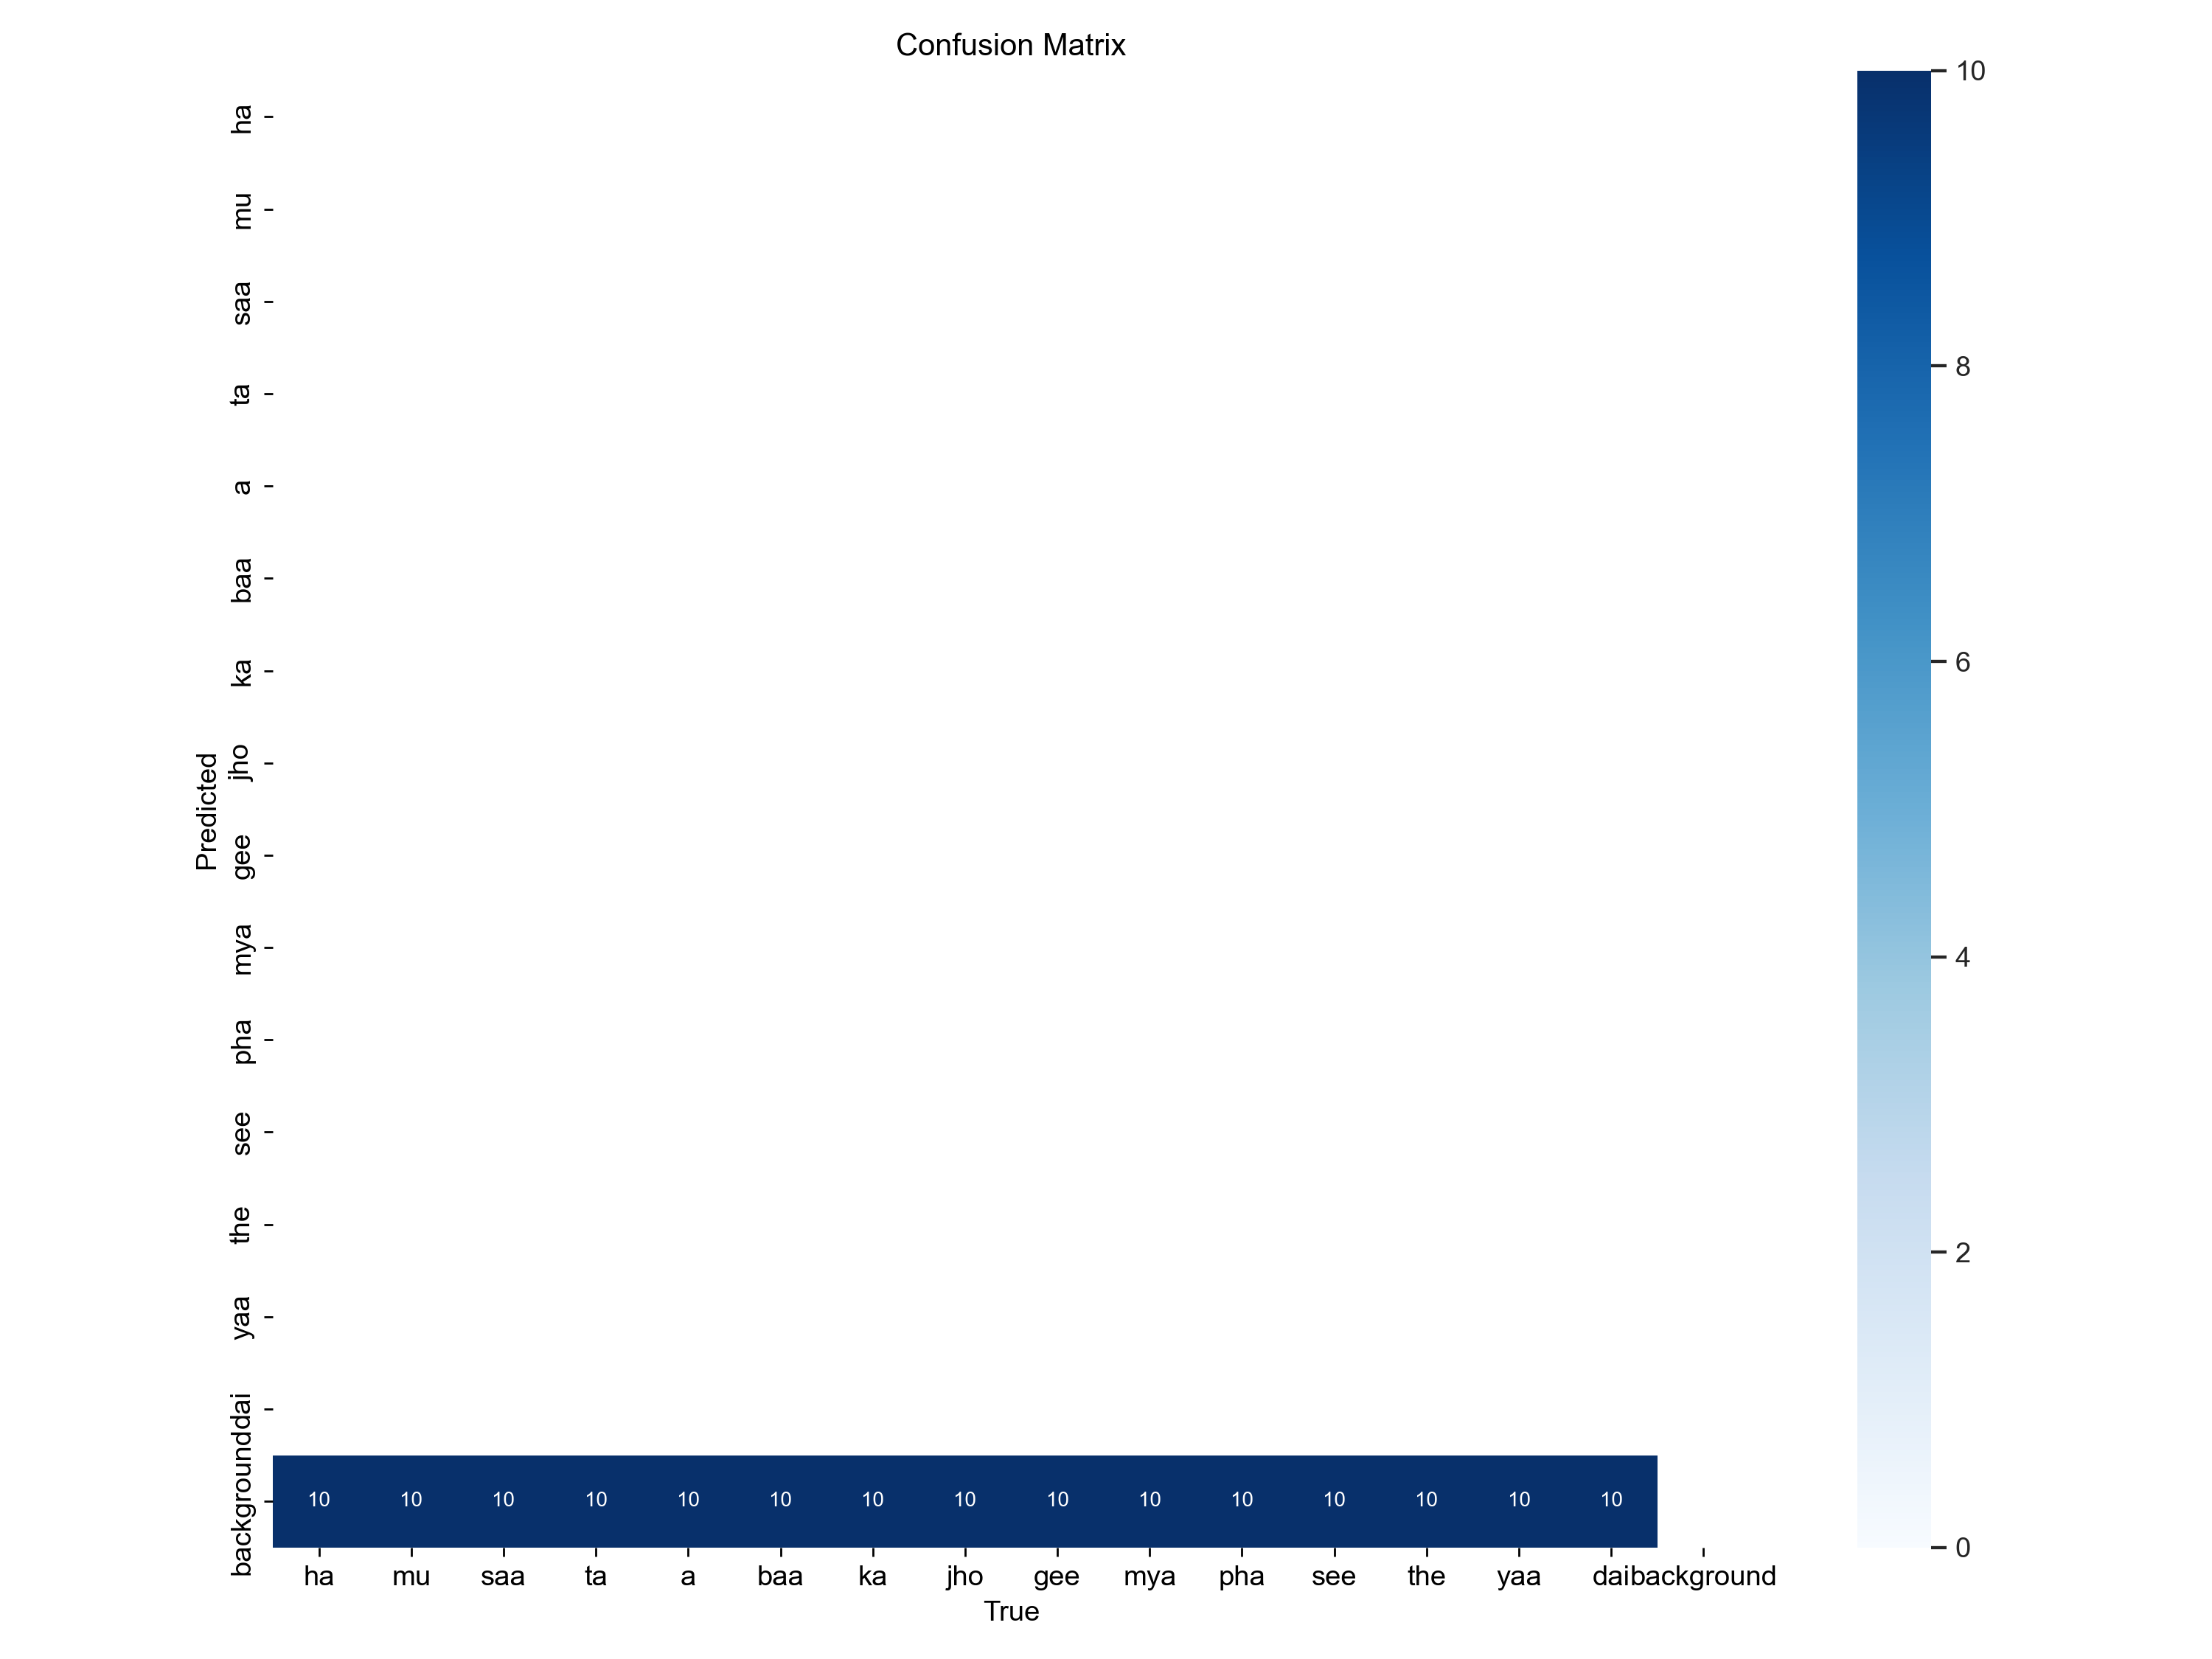 Confusion Matrix
ha
mu
saa
ta
a
baa
ka
jho
gee
mya
pha
see
the
yaa
dai
background
Predicted
10 10 10 10 10 10 10 10 10 10 10 10 10 10 10
ha mu saa ta a baa ka jho gee mya pha see the yaa dai background
True
10
8
6
4
2
0